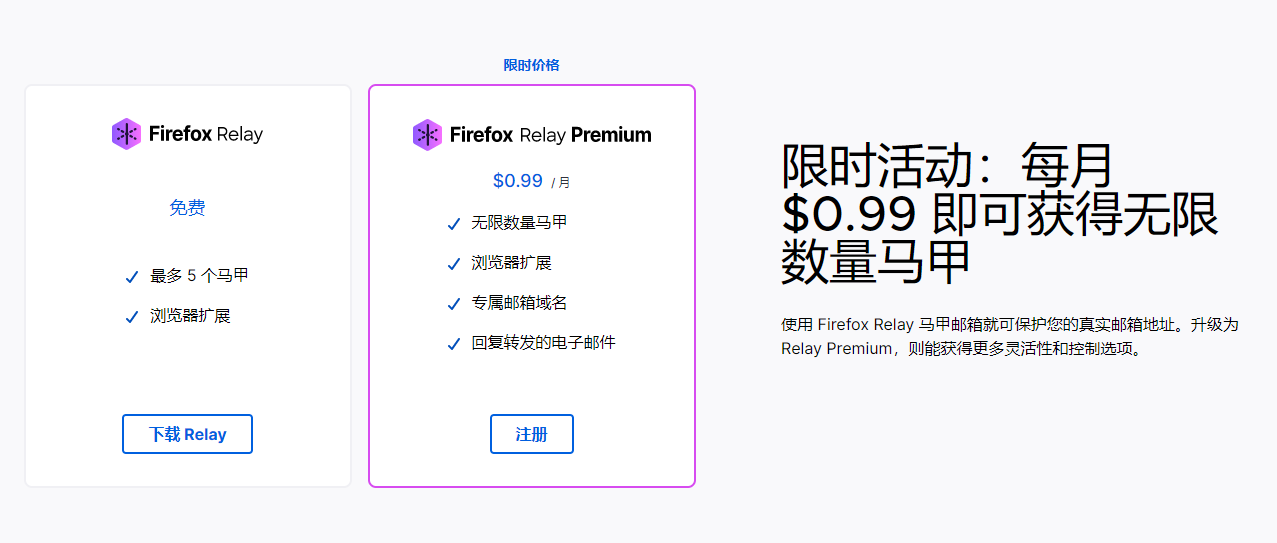 Firefox Relay
免费
最多 5 个马甲
浏览器扩展
下载 Relay
限时价格
Firefox Relay Premium
$0.99 / 月
无限数量马甲
浏览器扩展
专属邮箱域名
回复转发的电子邮件
注册
限时活动：每月
$0.99 即可获得无限
数量马甲
使用 Firefox Relay 马甲邮箱就可保护您的真实邮箱地址。升级为
Relay Premium，则能获得更多灵活性和控制选项。